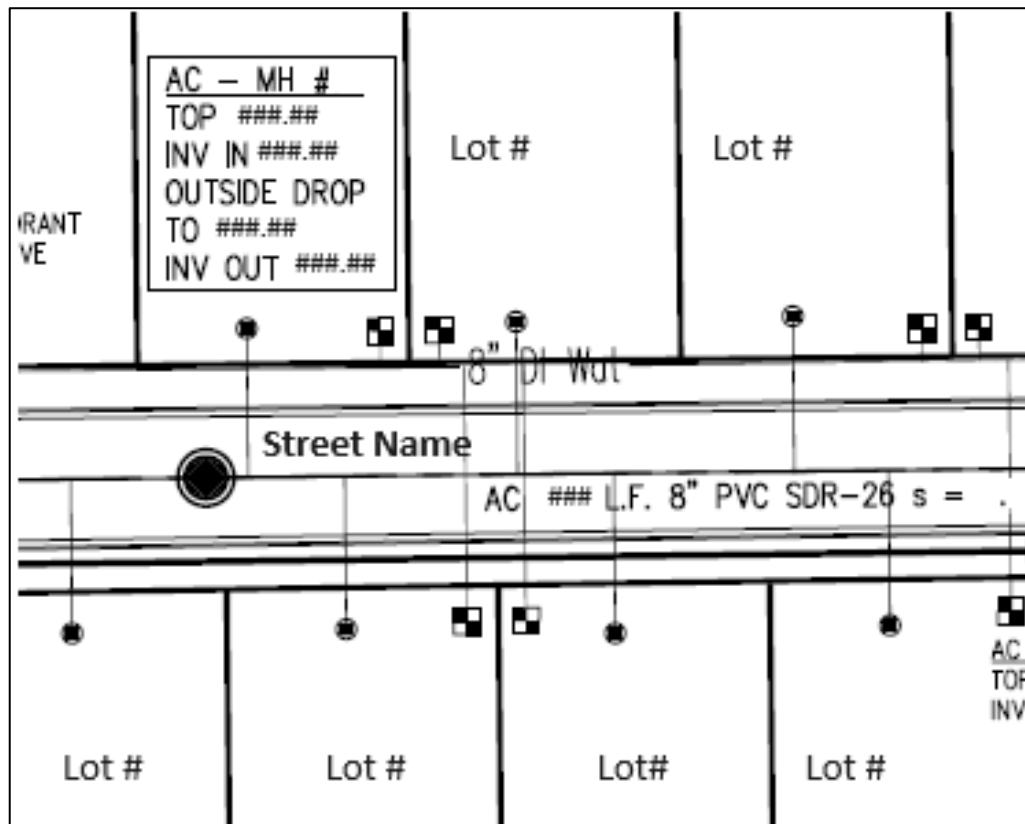 AC – MH #
TOP ###.##
INV IN ###.##
OUTSIDE DROP
TO ###.##
INV OUT ###.##
Lot #
Lot #
RANT
VE
8" DI Wat
Street Name
AC ### L.F. 8" PVC SDR-26 s = .
AC
TOP
INV
Lot #
Lot #
Lot#
Lot #